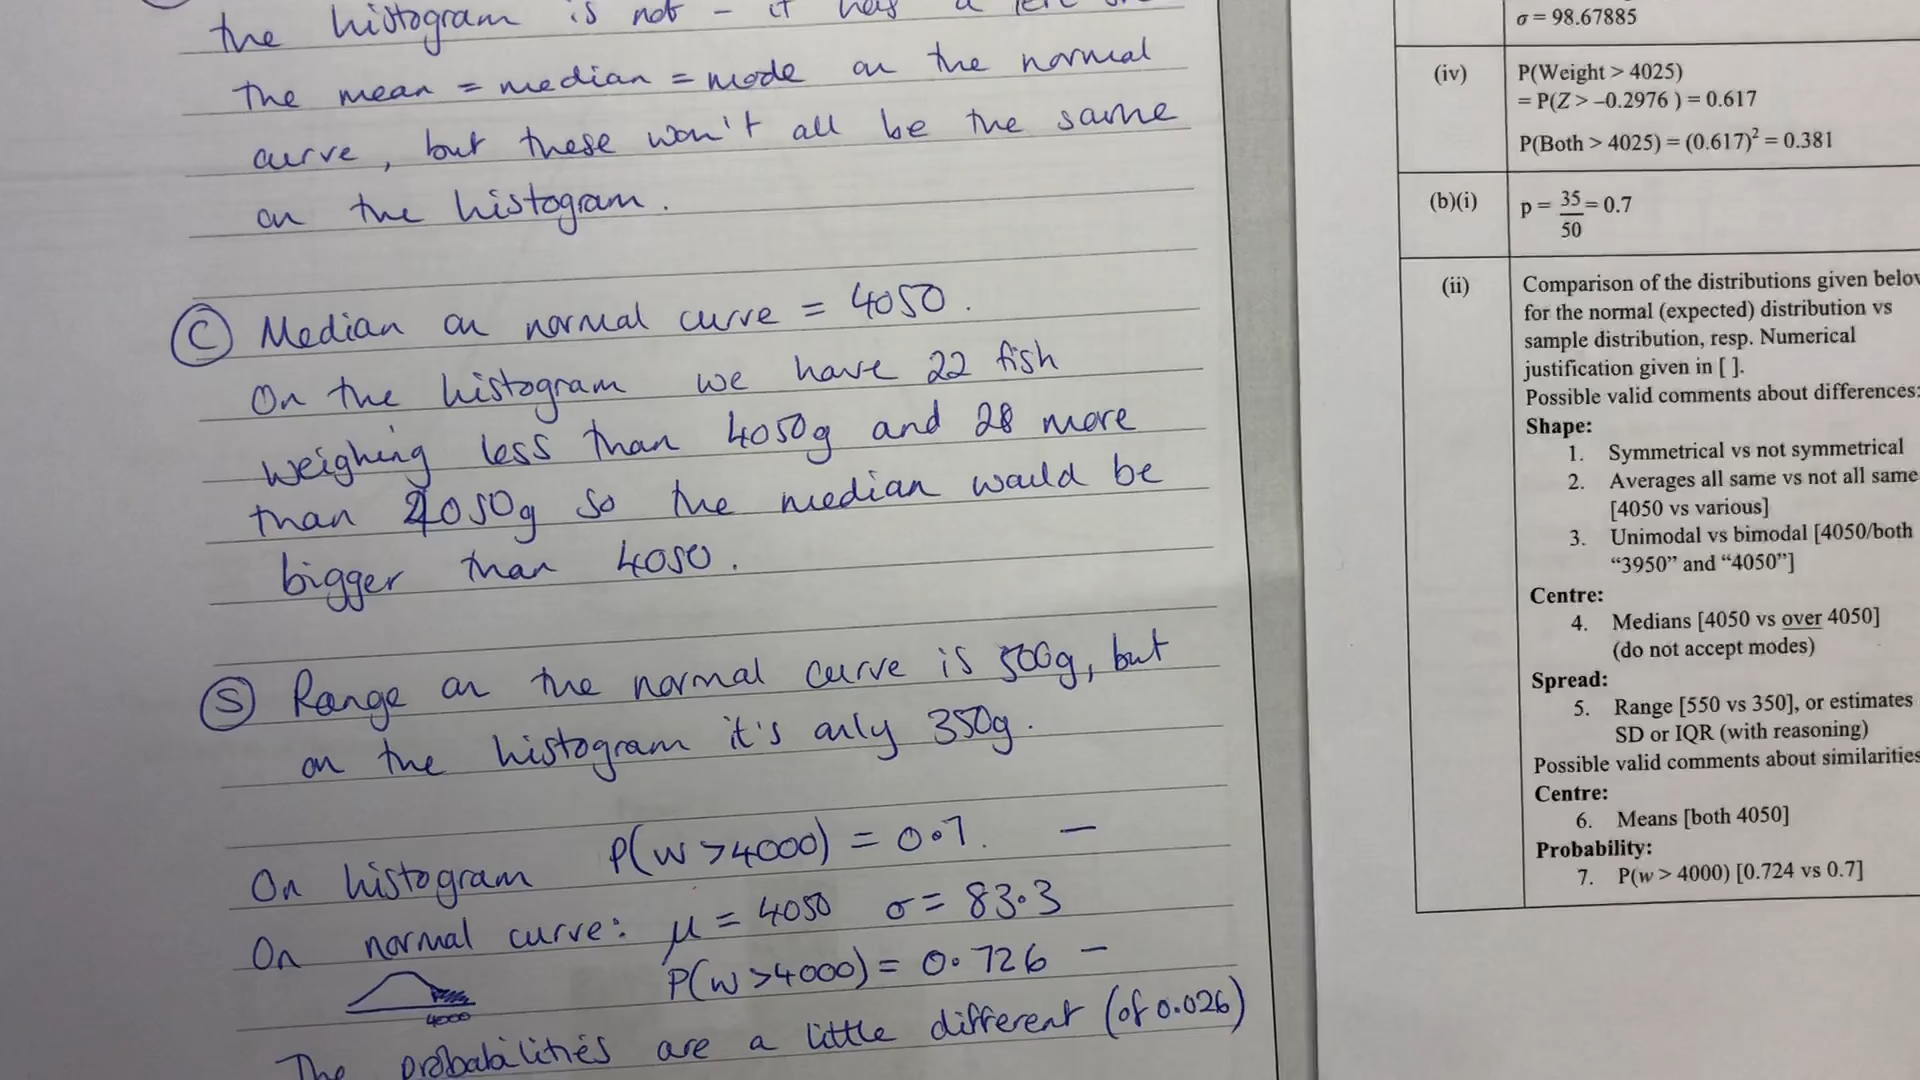 the histogram is not - it has a left
the mean = median = mode on the normal
curve, but these won't all be the same
on the histogram.
C Median on normal curve = 4050.
On the histogram we have 22 fish
weighing less than 4050g and 28 more
than 4050g so the median would be
bigger than 4050.
S Range on the normal curve is 500g, but
on the histogram it's only 350g.
On histogram P(W > 4000) = 0.7. –
On normal curve: μ = 4050 σ = 83.3
P(W > 4000) = 0.726 –
4000
The probabilities are a little different (of 0.026)
σ = 98.67885
(iv) P(Weight > 4025)
= P(Z > –0.2976 ) = 0.617
P(Both > 4025) = (0.617)² = 0.381
(b)(i) p = 35/50 = 0.7
(ii) Comparison of the distributions given below
for the normal (expected) distribution vs
sample distribution, resp. Numerical
justification given in [ ].
Possible valid comments about differences:
Shape:
1. Symmetrical vs not symmetrical
2. Averages all same vs not all same
[4050 vs various]
3. Unimodal vs bimodal [4050/both
“3950” and “4050”]
Centre:
4. Medians [4050 vs over 4050]
(do not accept modes)
Spread:
5. Range [550 vs 350], or estimates
SD or IQR (with reasoning)
Possible valid comments about similarities
Centre:
6. Means [both 4050]
Probability:
7. P(w > 4000) [0.724 vs 0.7]